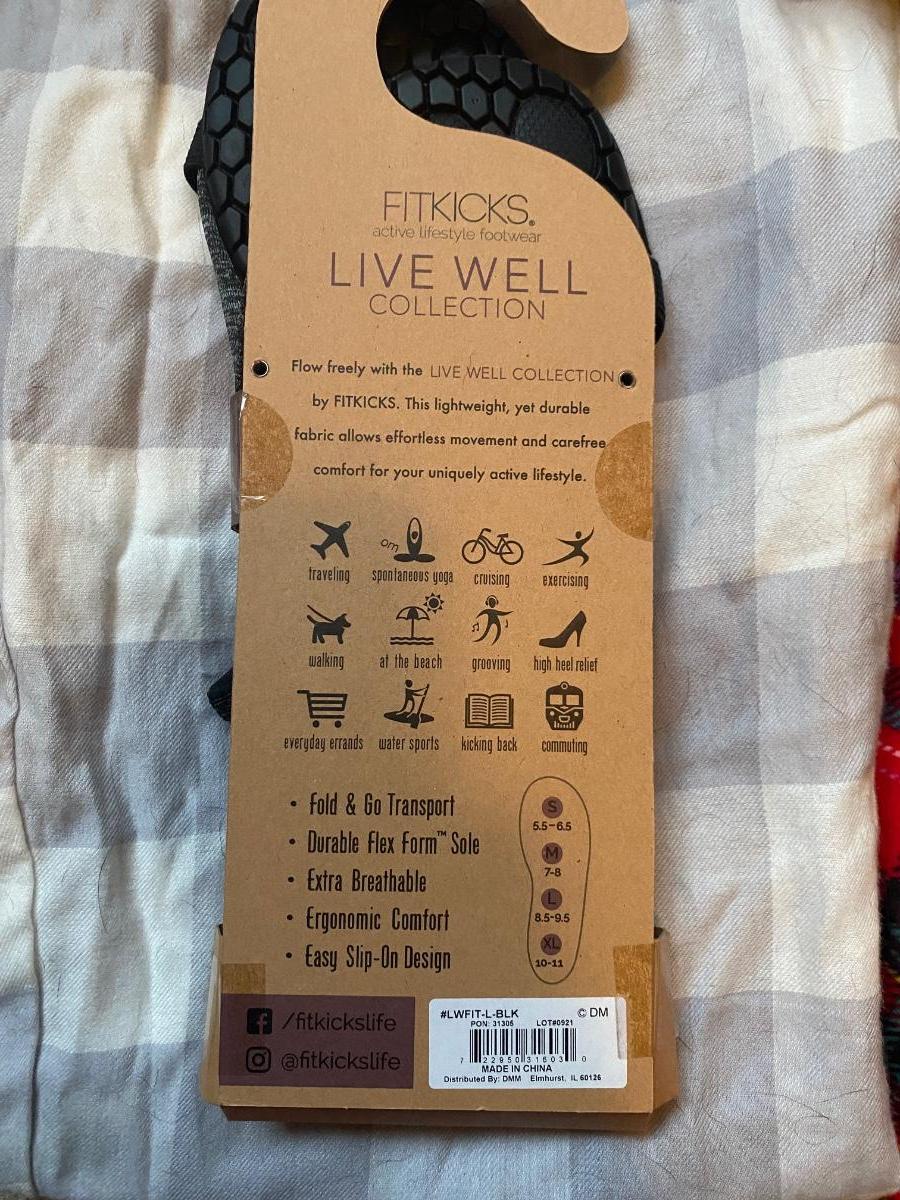 FITKICKS®
active lifestyle footwear
LIVE WELL
COLLECTION
Flow freely with the LIVE WELL COLLECTION
by FITKICKS. This lightweight, yet durable
fabric allows effortless movement and carefree
comfort for your uniquely active lifestyle.
om
traveling spontaneous yoga cruising exercising
walking at the beach grooving high heel relief
everyday errands water sports kicking back commuting
• Fold & Go Transport
• Durable Flex Form™ Sole
• Extra Breathable
• Ergonomic Comfort
• Easy Slip-On Design
S
5.5-6.5
M
7-8
L
8.5-9.5
XL
10-11
/fitkickslife
@fitkickslife
#LWFIT-L-BLK © DM
PON: 31305 LOT#0921
7 22950 31603 0
MADE IN CHINA
Distributed By: DMM Elmhurst, IL 60126